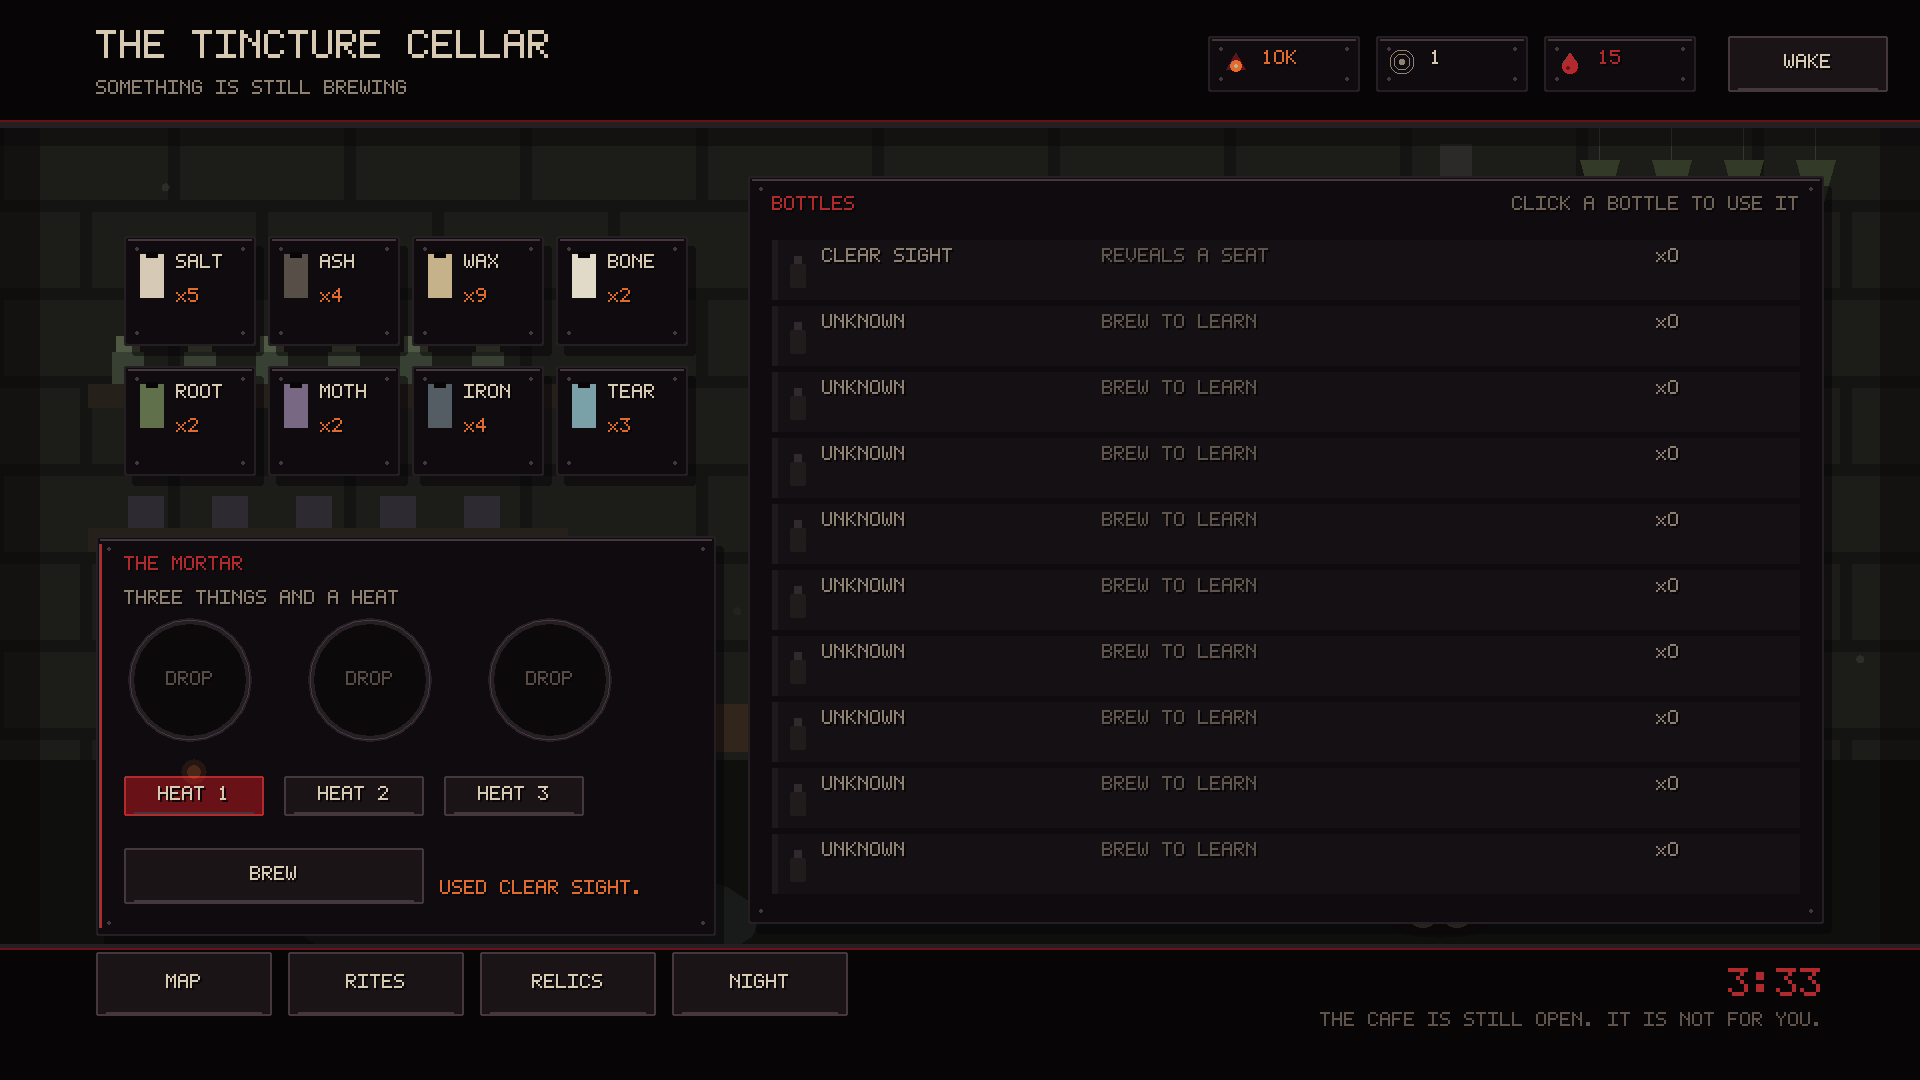 THE TINCTURE CELLAR
SOMETHING IS STILL BREWING
10K
1
15
WAKE
SALT
x5
ASH
x4
WAX
x9
BONE
x2
ROOT
x2
MOTH
x2
IRON
x4
TEAR
x3
THE MORTAR
THREE THINGS AND A HEAT
DROP
DROP
DROP
HEAT 1
HEAT 2
HEAT 3
BREW
USED CLEAR SIGHT.
BOTTLES
CLICK A BOTTLE TO USE IT
CLEAR SIGHT REVEALS A SEAT x0
UNKNOWN BREW TO LEARN x0
UNKNOWN BREW TO LEARN x0
UNKNOWN BREW TO LEARN x0
UNKNOWN BREW TO LEARN x0
UNKNOWN BREW TO LEARN x0
UNKNOWN BREW TO LEARN x0
UNKNOWN BREW TO LEARN x0
UNKNOWN BREW TO LEARN x0
UNKNOWN BREW TO LEARN x0
MAP
RITES
RELICS
NIGHT
3:33
THE CAFE IS STILL OPEN. IT IS NOT FOR YOU.